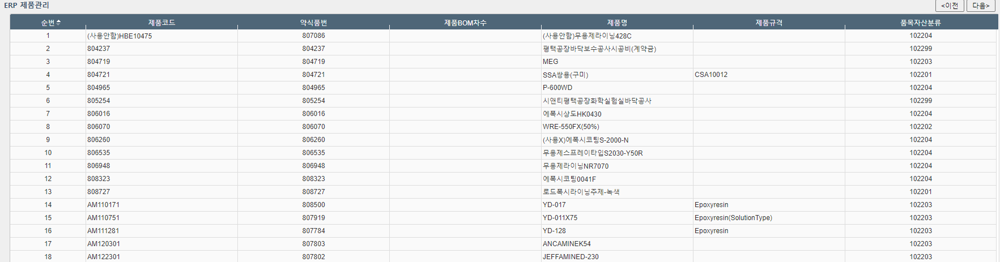 ERP 제품관리
<이전 다음>
순번 제품코드 약식품번 제품BOM차수 제품명 제품규격 품목자산분류
1 (사용안함)HBE10475 807086 (사용안함)무용제라이닝428C 102204
2 804237 804237 평택공장바닥보수공사시공비(계약금) 102299
3 804719 804719 MEG 102203
4 804721 804721 SSA쌍용(구미) CSA10012 102201
5 804965 804965 P-600WD 102204
6 805254 805254 시앤티평택공장화학실험실바닥공사 102299
7 806016 806016 에폭시상도HK0430 102204
8 806070 806070 WRE-550FX(50%) 102202
9 806260 806260 (사용X)에폭시코팅S-2000-N 102204
10 806535 806535 무용제스프레이타입S2030-Y50R 102204
11 806948 806948 무용제라이닝NR7070 102204
12 808323 808323 에폭시코팅0041F 102204
13 808727 808727 로드폭시라이닝주제-녹색 102201
14 AM110171 808500 YD-017 Epoxyresin 102203
15 AM110751 807919 YD-011X75 Epoxyresin(SolutionType) 102203
16 AM111281 807784 YD-128 Epoxyresin 102203
17 AM120301 807803 ANCAMINEK54 102203
18 AM122301 807802 JEFFAMINED-230 102203